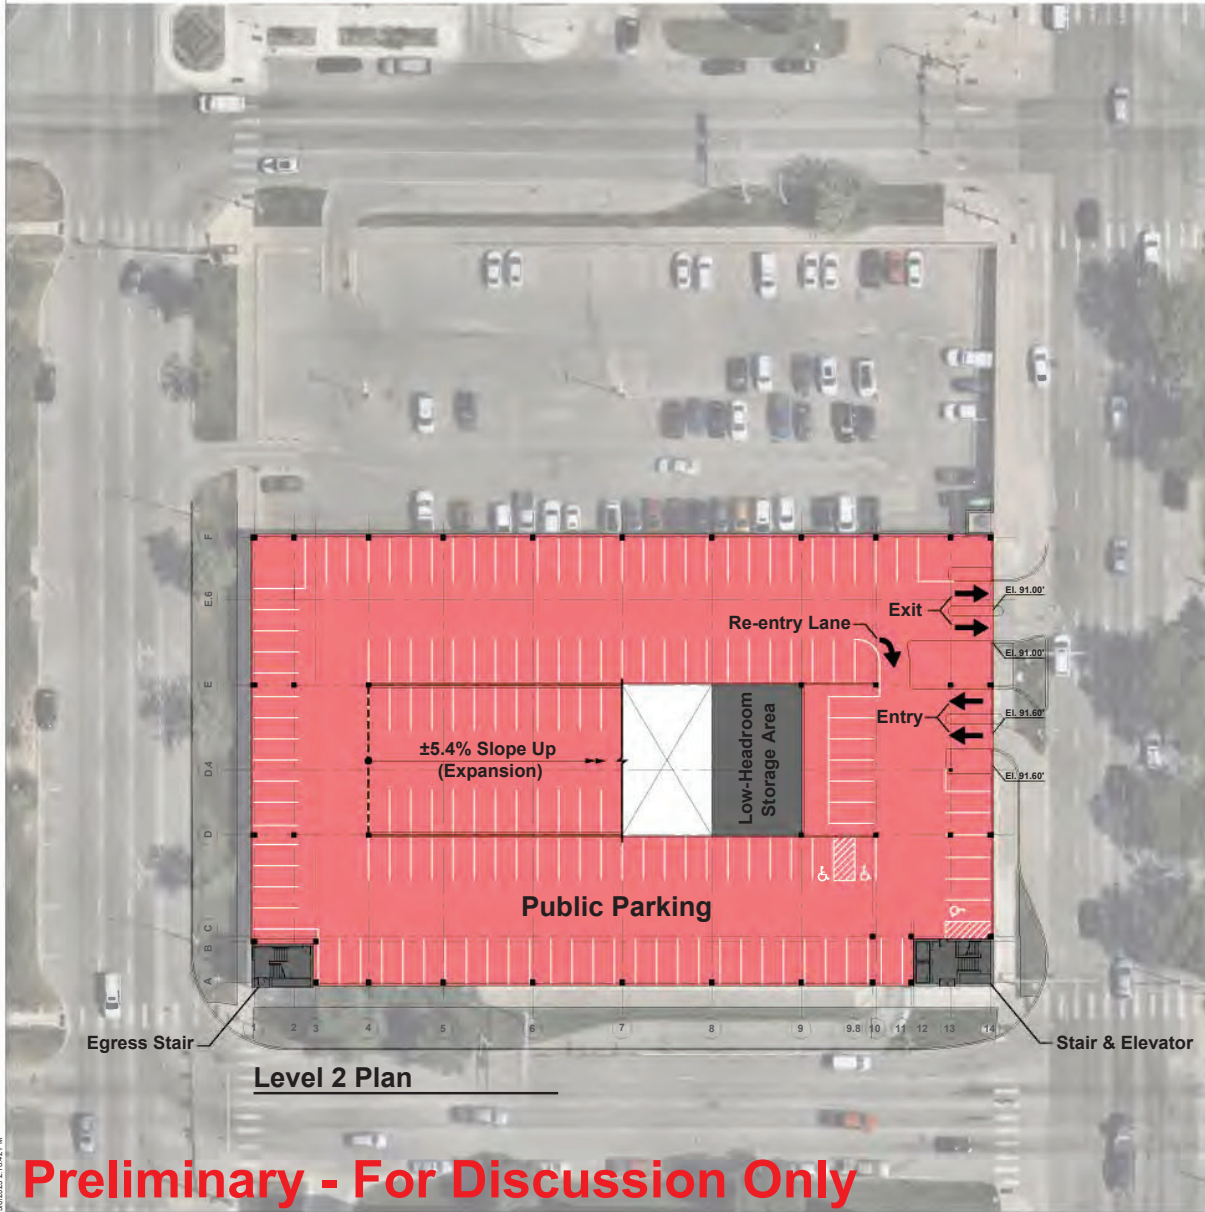 F
E.6
E
D.4
D
C
B
A
Exit
El. 91.00'
Re-entry Lane
El. 91.00'
Entry
El. 91.60'
El. 91.60'
±5.4% Slope Up
(Expansion)
Low-Headroom
Storage Area
Public Parking
1 2 3 4 5 6 7 8 9 9.8 10 11 12 13 14
Egress Stair
Stair & Elevator
Level 2 Plan
Preliminary - For Discussion Only